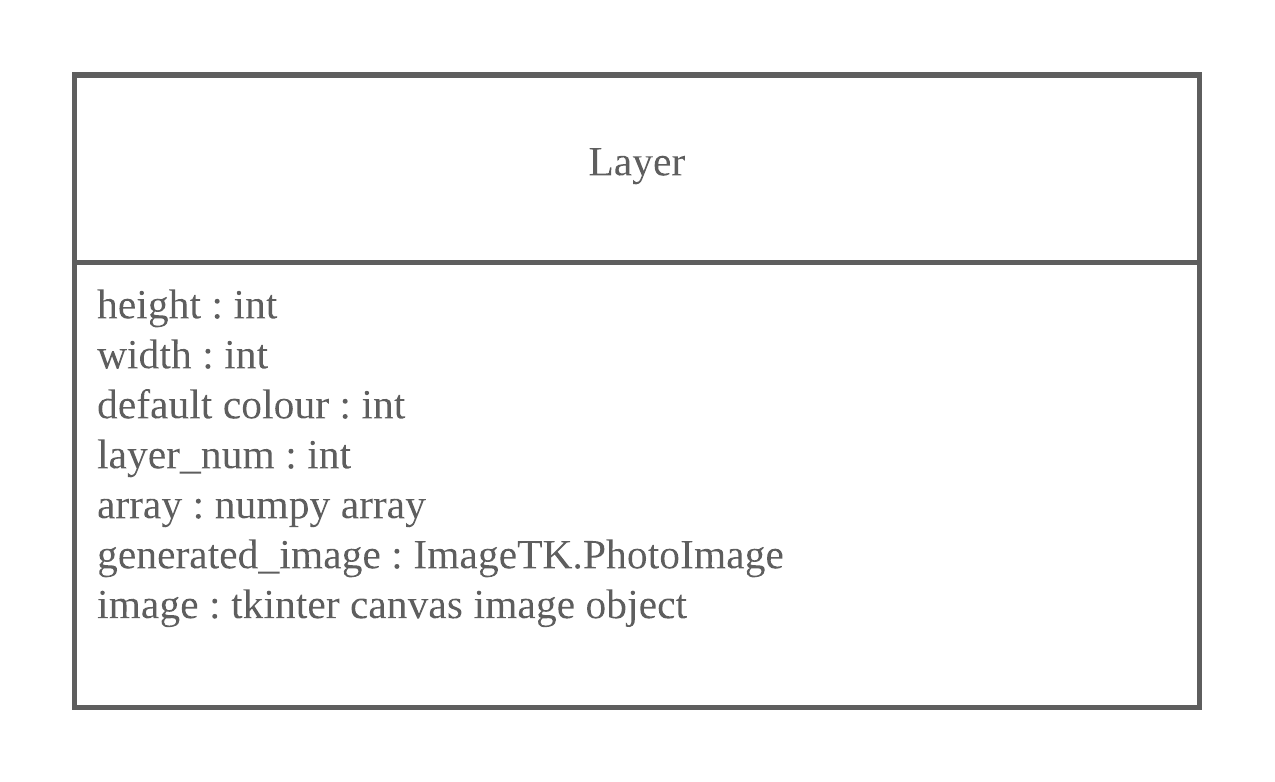 Layer
height : int
width : int
default colour : int
layer_num : int
array : numpy array
generated_image : ImageTK.PhotoImage
image : tkinter canvas image object